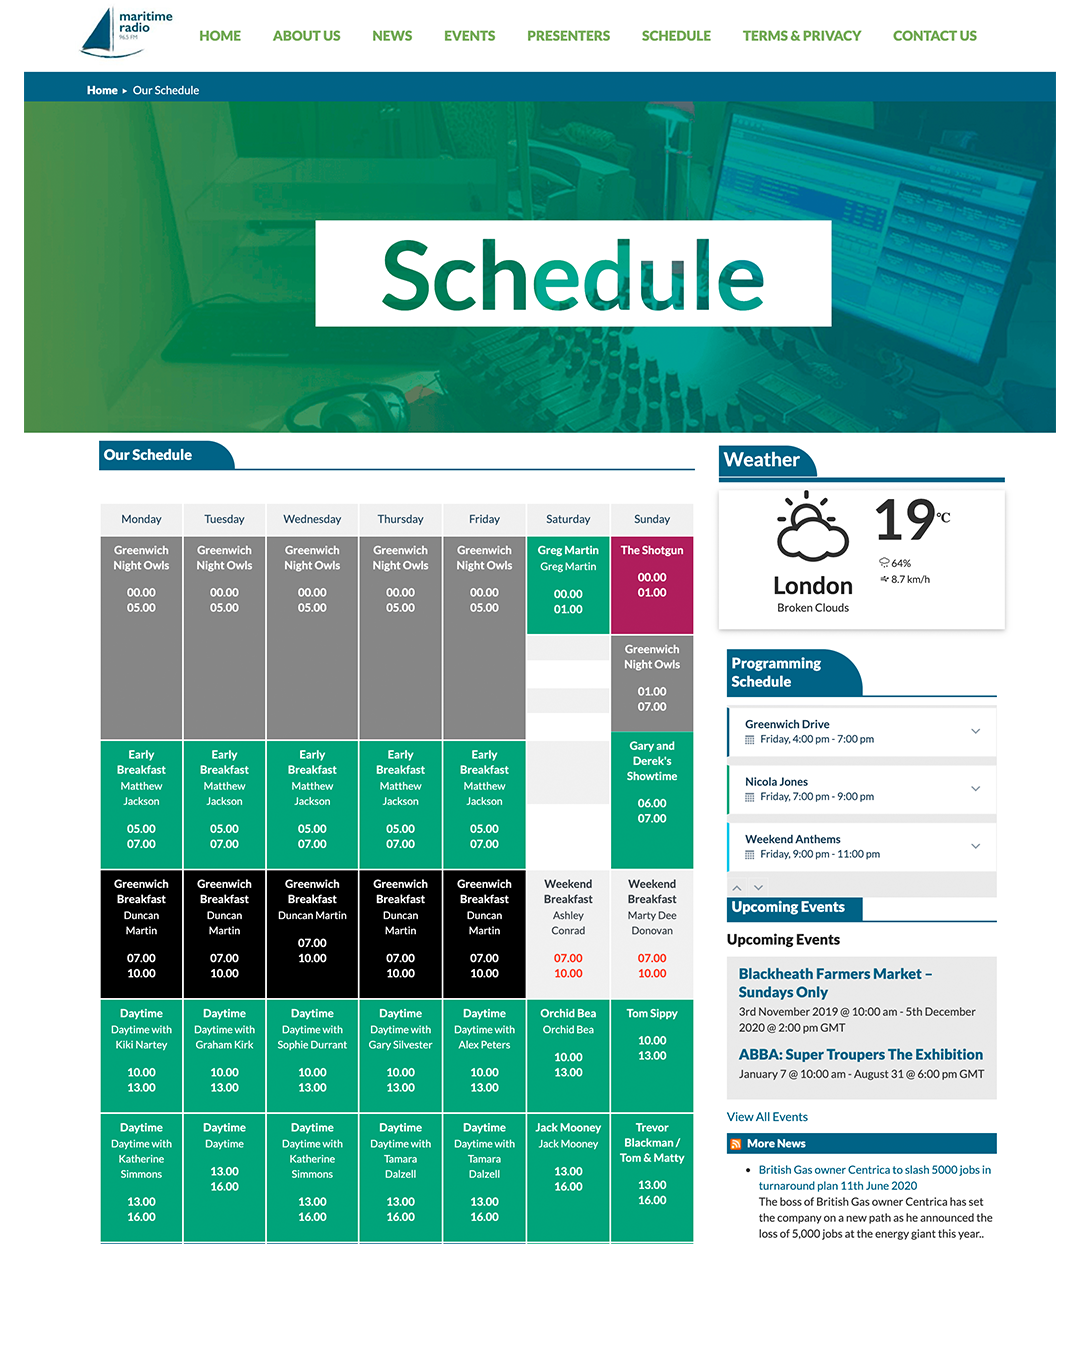 maritime
radio
96.5 FM
HOME
ABOUT US
NEWS
EVENTS
PRESENTERS
SCHEDULE
TERMS & PRIVACY
CONTACT US
Home ▸ Our Schedule
Schedule
Our Schedule
Monday
Tuesday
Wednesday
Thursday
Friday
Saturday
Sunday
Greenwich
Night Owls
00.00
05.00
Greenwich
Night Owls
00.00
05.00
Greenwich
Night Owls
00.00
05.00
Greenwich
Night Owls
00.00
05.00
Greenwich
Night Owls
00.00
05.00
Greg Martin
Greg Martin
00.00
01.00
The Shotgun
00.00
01.00
Greenwich
Night Owls
01.00
07.00
Early
Breakfast
Matthew
Jackson
05.00
07.00
Early
Breakfast
Matthew
Jackson
05.00
07.00
Early
Breakfast
Matthew
Jackson
05.00
07.00
Early
Breakfast
Matthew
Jackson
05.00
07.00
Early
Breakfast
Matthew
Jackson
05.00
07.00
Gary and
Derek's
Showtime
06.00
07.00
Greenwich
Breakfast
Duncan
Martin
07.00
10.00
Greenwich
Breakfast
Duncan
Martin
07.00
10.00
Greenwich
Breakfast
Duncan Martin
07.00
10.00
Greenwich
Breakfast
Duncan
Martin
07.00
10.00
Greenwich
Breakfast
Duncan
Martin
07.00
10.00
Weekend
Breakfast
Ashley
Conrad
07.00
10.00
Weekend
Breakfast
Marty Dee
Donovan
07.00
10.00
Daytime
Daytime with
Kiki Nartey
10.00
13.00
Daytime
Daytime with
Graham Kirk
10.00
13.00
Daytime
Daytime with
Sophie Durrant
10.00
13.00
Daytime
Daytime with
Gary Silvester
10.00
13.00
Daytime
Daytime with
Alex Peters
10.00
13.00
Orchid Bea
Orchid Bea
10.00
13.00
Tom Sippy
10.00
13.00
Daytime
Daytime with
Katherine
Simmons
13.00
16.00
Daytime
Daytime
13.00
16.00
Daytime
Daytime with
Katherine
Simmons
13.00
16.00
Daytime
Daytime with
Tamara
Dalzell
13.00
16.00
Daytime
Daytime with
Tamara
Dalzell
13.00
16.00
Jack Mooney
Jack Mooney
13.00
16.00
Trevor
Blackman /
Tom & Matty
13.00
16.00
Weather
19°C
64%
8.7 km/h
London
Broken Clouds
Programming
Schedule
Greenwich Drive
Friday, 4:00 pm - 7:00 pm
Nicola Jones
Friday, 7:00 pm - 9:00 pm
Weekend Anthems
Friday, 9:00 pm - 11:00 pm
Upcoming Events
Upcoming Events
Blackheath Farmers Market –
Sundays Only
3rd November 2019 @ 10:00 am - 5th December
2020 @ 2:00 pm GMT
ABBA: Super Troupers The Exhibition
January 7 @ 10:00 am - August 31 @ 6:00 pm GMT
View All Events
More News
• British Gas owner Centrica to slash 5000 jobs in
turnaround plan 11th June 2020
The boss of British Gas owner Centrica has set
the company on a new path as he announced the
loss of 5,000 jobs at the energy giant this year..